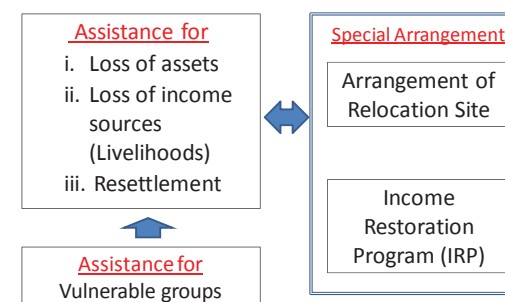 Assistance for
i. Loss of assets
ii. Loss of income
sources
(Livelihoods)
iii. Resettlement
Assistance for
Vulnerable groups
Special Arrangement
Arrangement of
Relocation Site
Income
Restoration
Program (IRP)